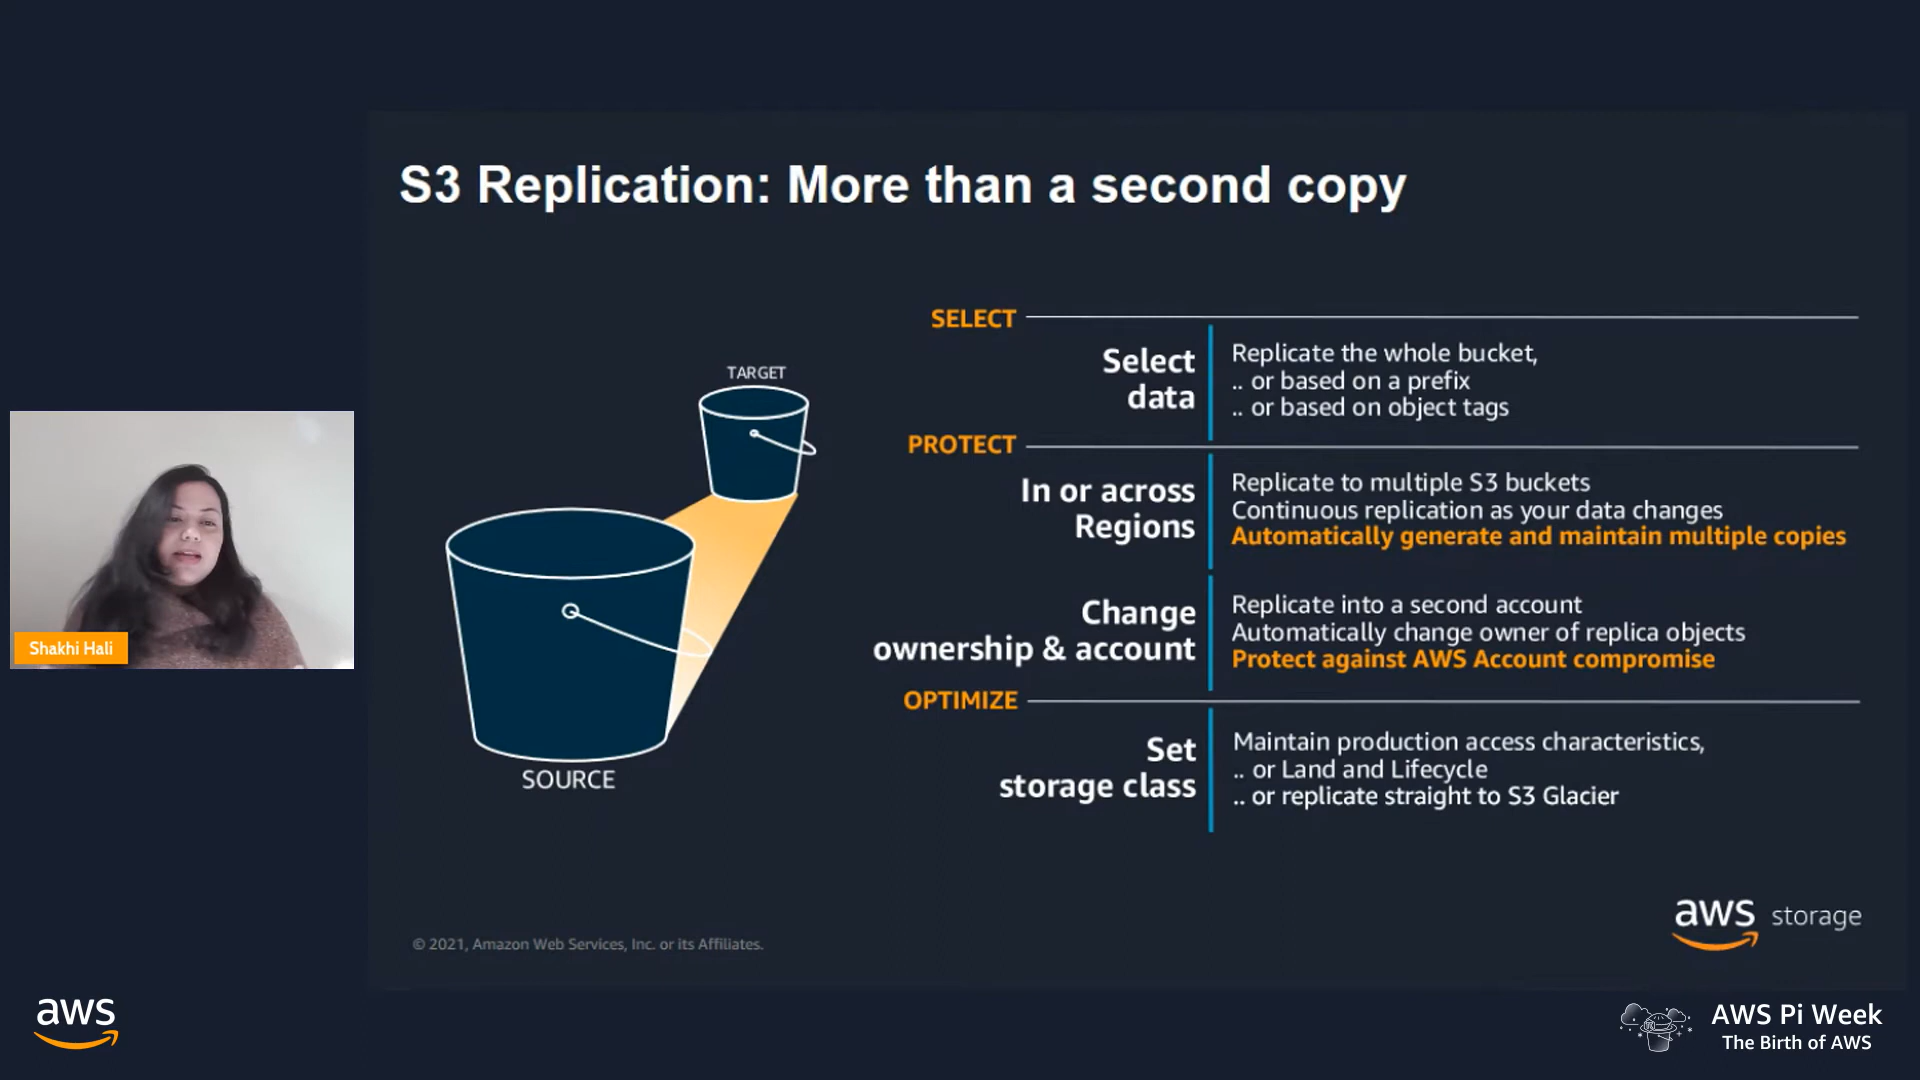 S3 Replication: More than a second copy
TARGET
SOURCE
SELECT
Select
data
Replicate the whole bucket,
.. or based on a prefix
.. or based on object tags
PROTECT
In or across
Regions
Replicate to multiple S3 buckets
Continuous replication as your data changes
Automatically generate and maintain multiple copies
Change
ownership & account
Replicate into a second account
Automatically change owner of replica objects
Protect against AWS Account compromise
OPTIMIZE
Set
storage class
Maintain production access characteristics,
.. or Land and Lifecycle
.. or replicate straight to S3 Glacier
Shakhi Hali
aws storage
© 2021, Amazon Web Services, Inc. or its Affiliates.
aws
AWS Pi Week
The Birth of AWS